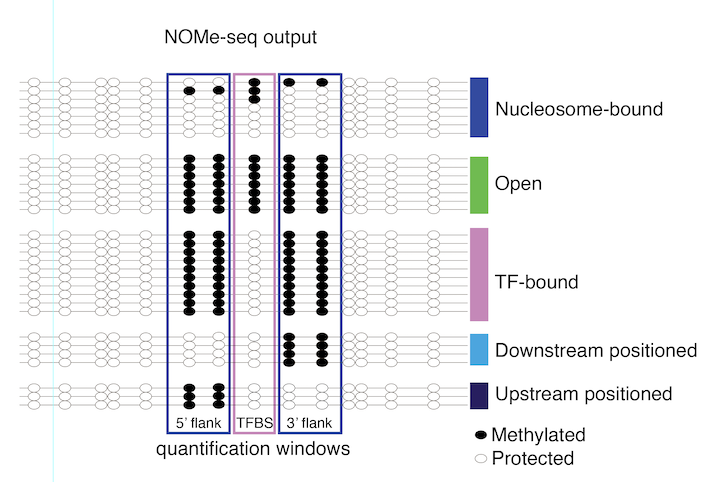 NOMe-seq output
Nucleosome-bound
Open
TF-bound
Downstream positioned
Upstream positioned
5' flank TFBS 3' flank
quantification windows
Methylated
Protected